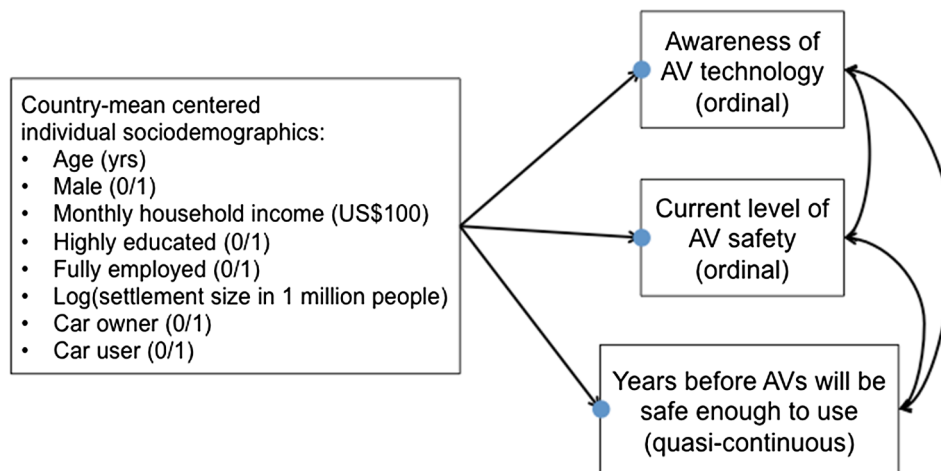 Country-mean centered
individual sociodemographics:
• Age (yrs)
• Male (0/1)
• Monthly household income (US$100)
• Highly educated (0/1)
• Fully employed (0/1)
• Log(settlement size in 1 million people)
• Car owner (0/1)
• Car user (0/1)
Awareness of
AV technology
(ordinal)
Current level of
AV safety
(ordinal)
Years before AVs will be
safe enough to use
(quasi-continuous)